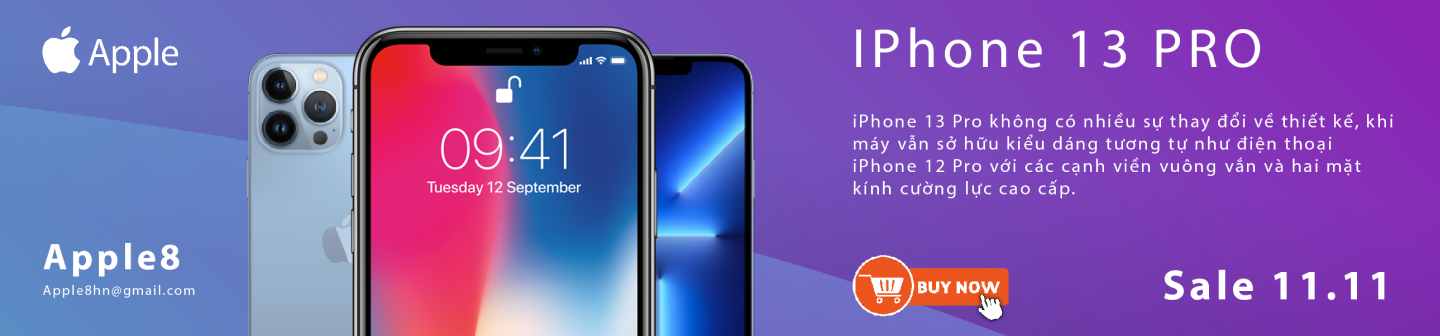 Apple
Apple8
Apple8hn@gmail.com
09:41
Tuesday 12 September
IPhone 13 PRO
iPhone 13 Pro không có nhiều sự thay đổi về thiết kế, khi
máy vẫn sở hữu kiểu dáng tương tự như điện thoại
iPhone 12 Pro với các cạnh viền vuông vắn và hai mặt
kính cường lực cao cấp.
BUY NOW
Sale 11.11